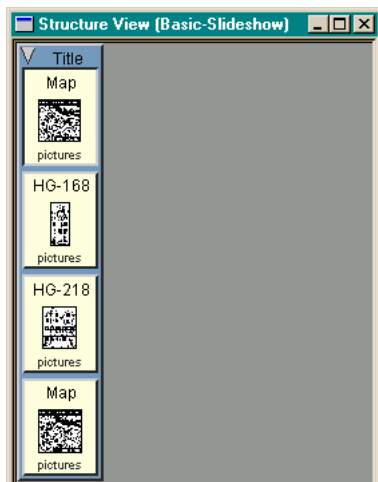 Structure View (Basic-Slideshow)
Title
Map
pictures
HG-168
pictures
HG-218
pictures
Map
pictures